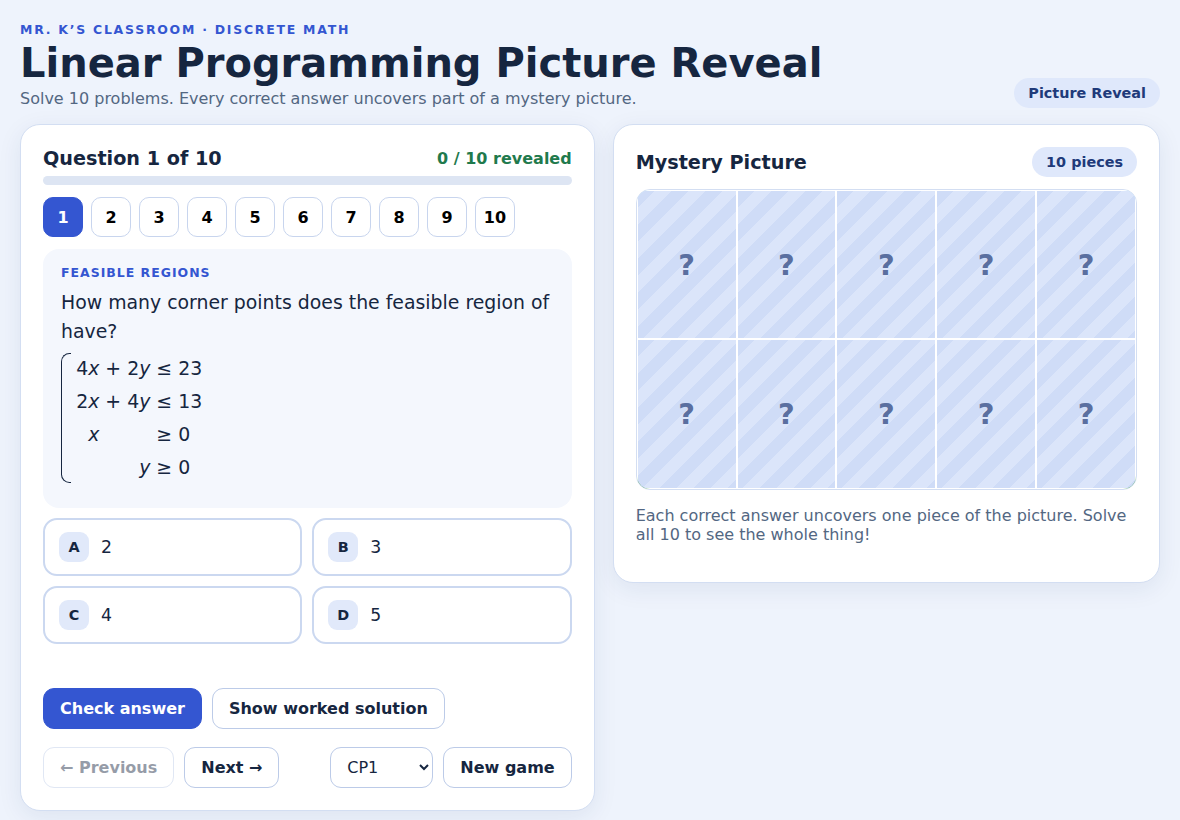 MR. K’S CLASSROOM · DISCRETE MATH
Linear Programming Picture Reveal
Solve 10 problems. Every correct answer uncovers part of a mystery picture.
Picture Reveal
Question 1 of 10
0 / 10 revealed
1 2 3 4 5 6 7 8 9 10
FEASIBLE REGIONS
How many corner points does the feasible region of
have?
4x + 2y ≤ 23
2x + 4y ≤ 13
x ≥ 0
y ≥ 0
A 2
B 3
C 4
D 5
Check answer
Show worked solution
← Previous
Next →
CP1
New game
Mystery Picture
10 pieces
? ? ? ? ?
? ? ? ? ?
Each correct answer uncovers one piece of the picture. Solve
all 10 to see the whole thing!